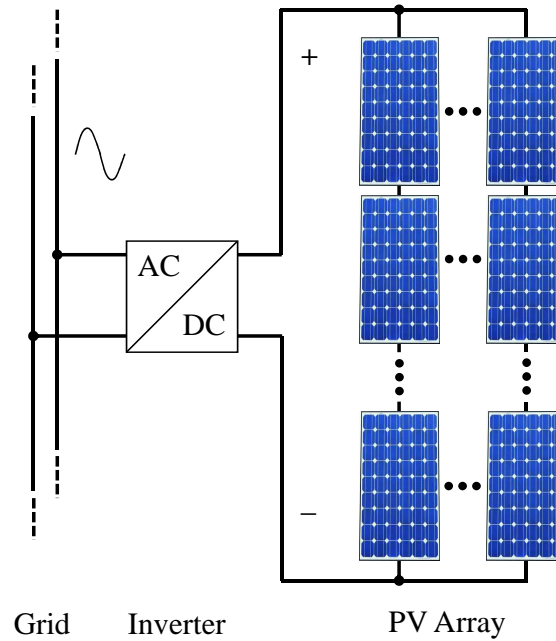 +
AC
DC
–
Grid Inverter PV Array